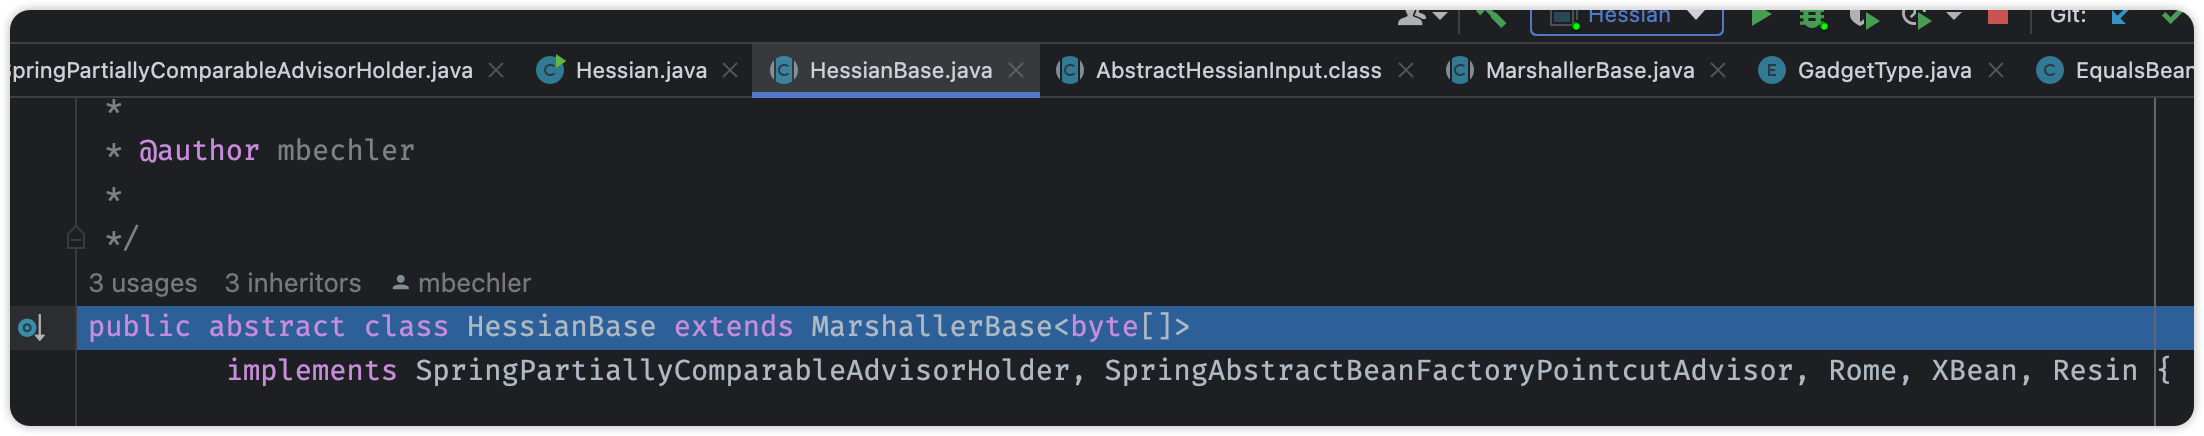 Hessian Git:
SpringPartiallyComparableAdvisorHolder.java Hessian.java HessianBase.java AbstractHessianInput.class MarshallerBase.java GadgetType.java EqualsBean
*
* @author mbechler
*
*/
3 usages 3 inheritors mbechler
public abstract class HessianBase extends MarshallerBase<byte[]>
implements SpringPartiallyComparableAdvisorHolder, SpringAbstractBeanFactoryPointcutAdvisor, Rome, XBean, Resin {